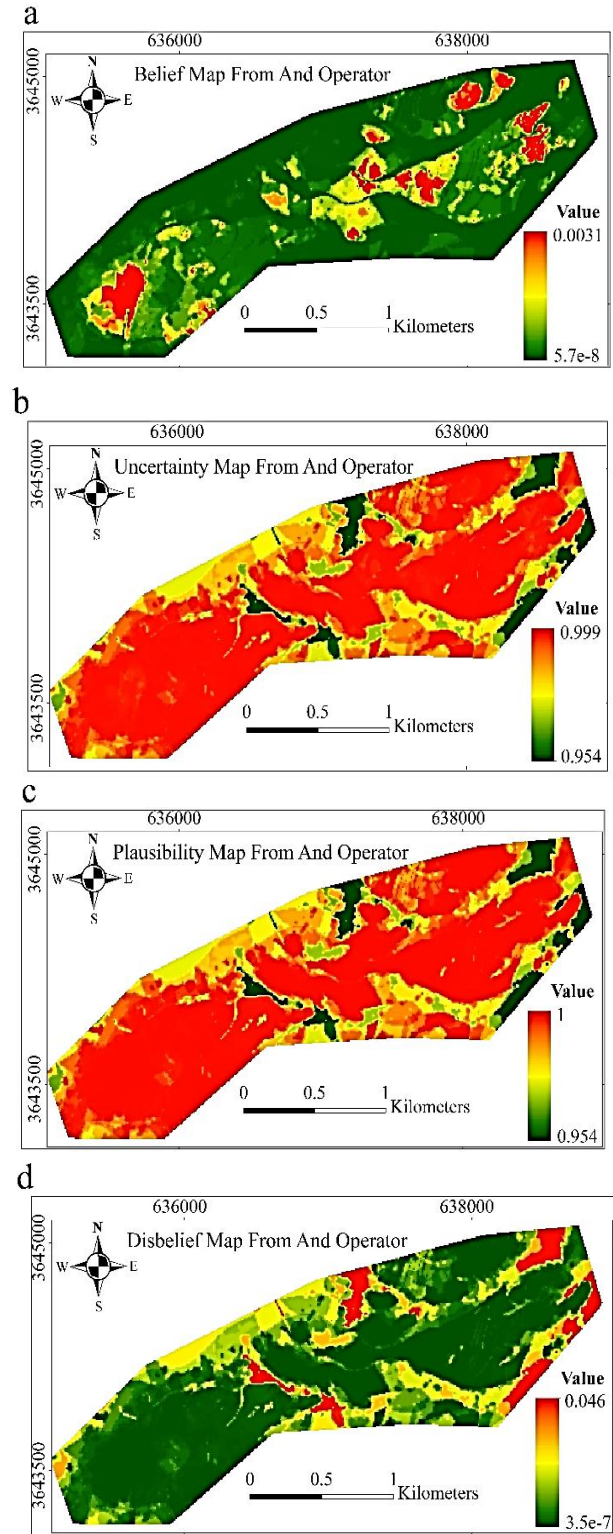 a
636000 638000
3645000
Belief Map From And Operator
N
W E
S
Value
0.0031
3643500
0 0.5 1
Kilometers
5.7e-8
b
636000 638000
3645000
Uncertainty Map From And Operator
N
W E
S
Value
0.999
3643500
0 0.5 1
Kilometers
0.954
c
636000 638000
3645000
Plausibility Map From And Operator
N
W E
S
Value
1
3643500
0 0.5 1
Kilometers
0.954
d
636000 638000
3645000
Disbelief Map From And Operator
N
W E
S
Value
0.046
3643500
0 0.5 1
Kilometers
3.5e-7